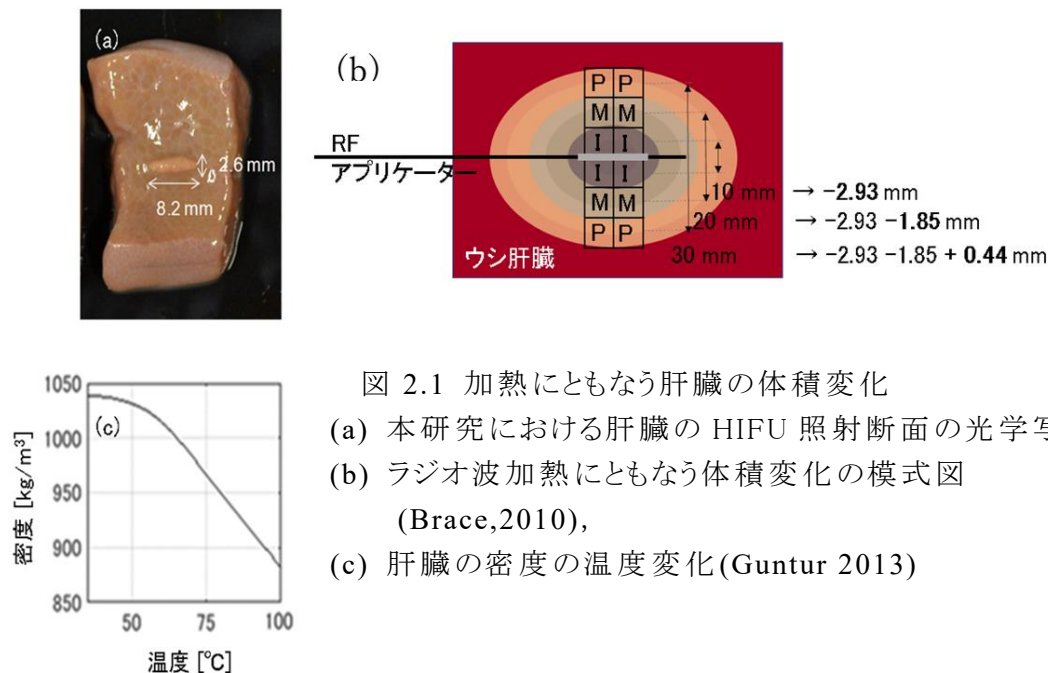 (a)
2.6 mm
8.2 mm
(b)
P P
M M
I I
I I
M M
P P
RF
アプリケーター
ウシ肝臓
10 mm → -2.93 mm
20 mm → -2.93 -1.85 mm
30 mm → -2.93 -1.85 + 0.44 mm
(c)
1050
1000
950
900
850
50 75 100
密度 [kg/m³]
温度 [℃]
図 2.1 加熱にともなう肝臓の体積変化
(a) 本研究における肝臓の HIFU 照射断面の光学写
(b) ラジオ波加熱にともなう体積変化の模式図
(Brace,2010),
(c) 肝臓の密度の温度変化(Guntur 2013)